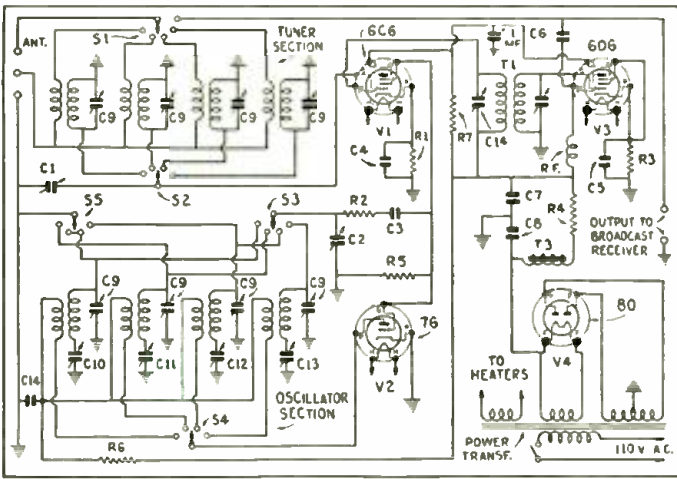 ANT.
S1
TUNER
SECTION
6C6
.1
MF.
C6
6D6
T1
C9
C9
C9
C9
V1
R1
R7
C14
V3
C4
R.F.
C5
R3
C1
S2
S5
S3
R2
C3
C2
R5
C7
C8
R4
T3
OUTPUT TO
BROADCAST
RECEIVER
C9
C9
C9
C9
76
80
C10
C11
C12
C13
V2
V4
C14
OSCILLATOR
SECTION
S4
R6
TO
HEATERS
POWER
TRANSF.
110 V A.C.